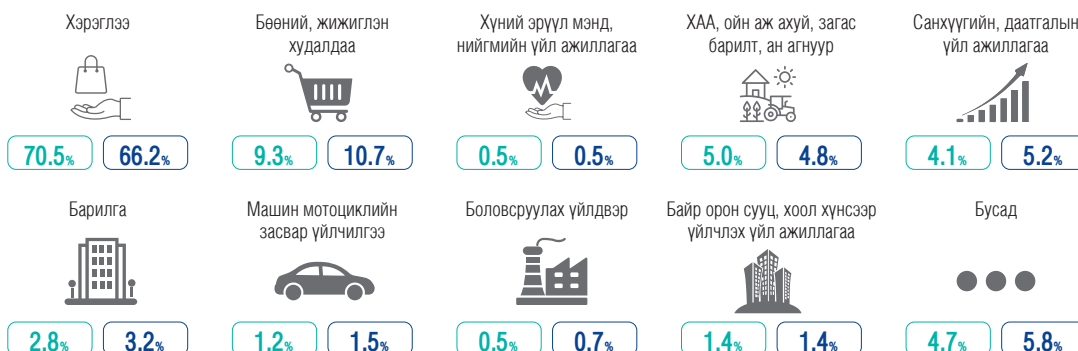 Хэрэглээ
70.5% 66.2%
Бөөний, жижиглэн
худалдаа
9.3% 10.7%
Хүний эрүүл мэнд,
нийгмийн үйл ажиллагаа
0.5% 0.5%
ХАА, ойн аж ахуй, загас
барилт, ан агнуур
5.0% 4.8%
Санхүүгийн, даатгалын
үйл ажиллагаа
4.1% 5.2%
Барилга
2.8% 3.2%
Машин мотоциклийн
засвар үйлчилгээ
1.2% 1.5%
Боловсруулах үйлдвэр
0.5% 0.7%
Байр орон сууц, хоол хүнсээр
үйлчлэх үйл ажиллагаа
1.4% 1.4%
Бусад
4.7% 5.8%